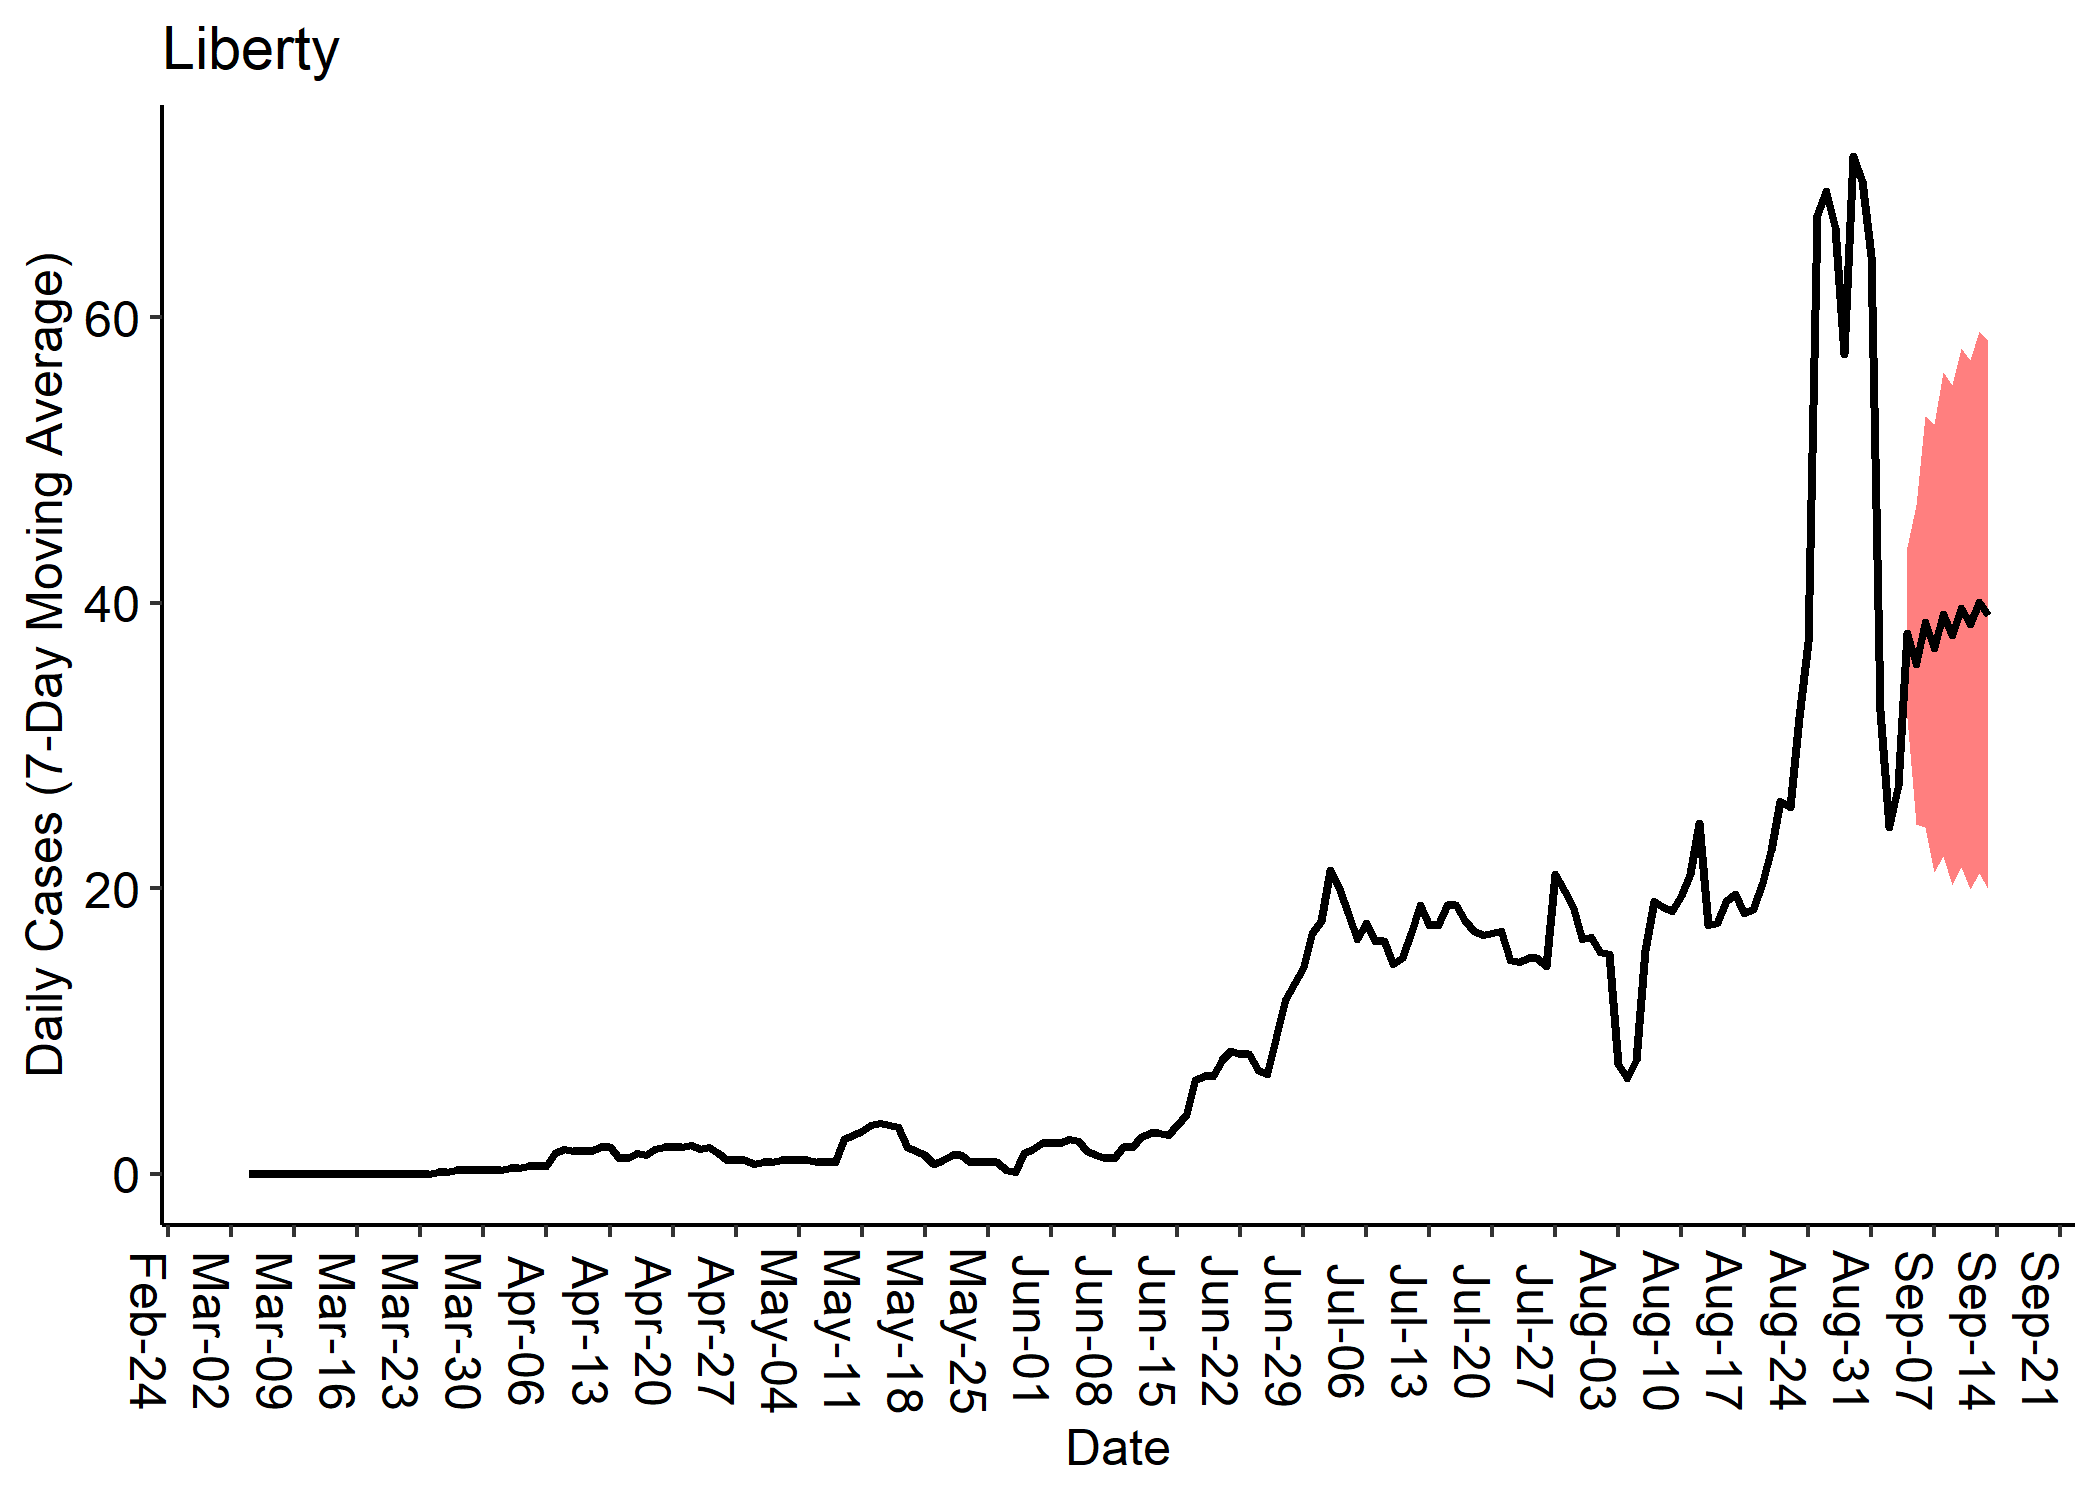 Liberty
Daily Cases (7-Day Moving Average)
60
40
20
0
Feb-24
Mar-02
Mar-09
Mar-16
Mar-23
Mar-30
Apr-06
Apr-13
Apr-20
Apr-27
May-04
May-11
May-18
May-25
Jun-01
Jun-08
Jun-15
Jun-22
Jun-29
Jul-06
Jul-13
Jul-20
Jul-27
Aug-03
Aug-10
Aug-17
Aug-24
Aug-31
Sep-07
Sep-14
Sep-21
Date